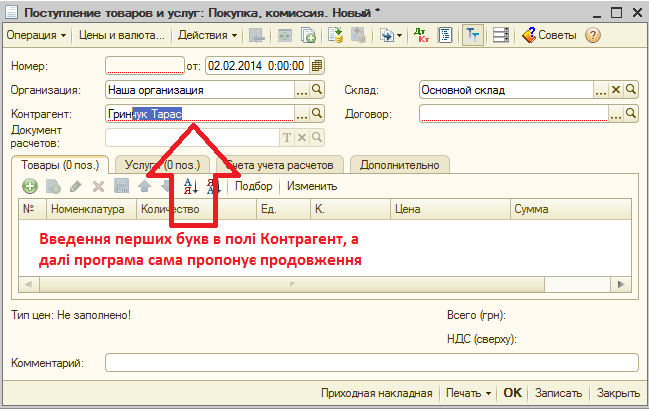 Поступление товаров и услуг: Покупка, комиссия. Новый *
Операция Цены и валюта... Действия Дт Кт Советы
Номер: от: 02.02.2014 0:00:00
Организация: Наша организация Склад: Основной склад
Контрагент: Гринчук Тарас Договор:
Документ
расчетов:
Товары (0 поз.) Услуги (0 поз.) Счета учета расчетов Дополнительно
Подбор Изменить
№ Номенклатура Количество Ед. К. Цена Сумма
Введення перших букв в полі Контрагент, а
далі програма сама пропонує продовження
Тип цен: Не заполнено! Всего (грн):
НДС (сверху):
Комментарий:
Приходная накладная Печать OK Записать Закрыть